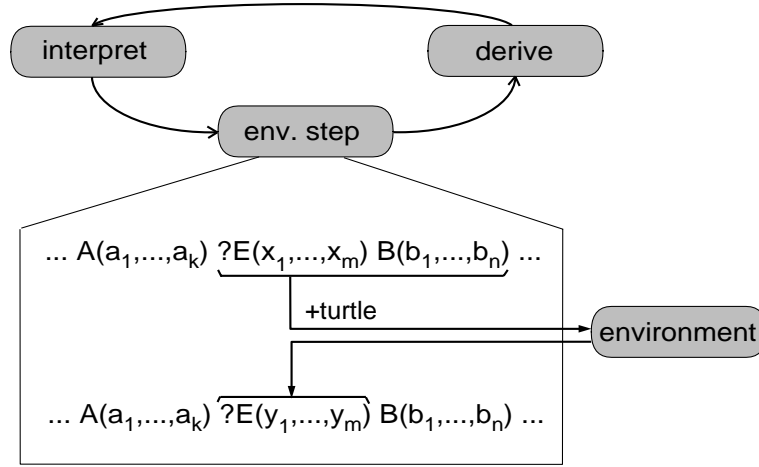 interpret
derive
env. step
... A(a₁,...,aₖ) ?E(x₁,...,xₘ) B(b₁,...,bₙ) ...
+turtle
environment
... A(a₁,...,aₖ) ?E(y₁,...,yₘ) B(b₁,...,bₙ) ...